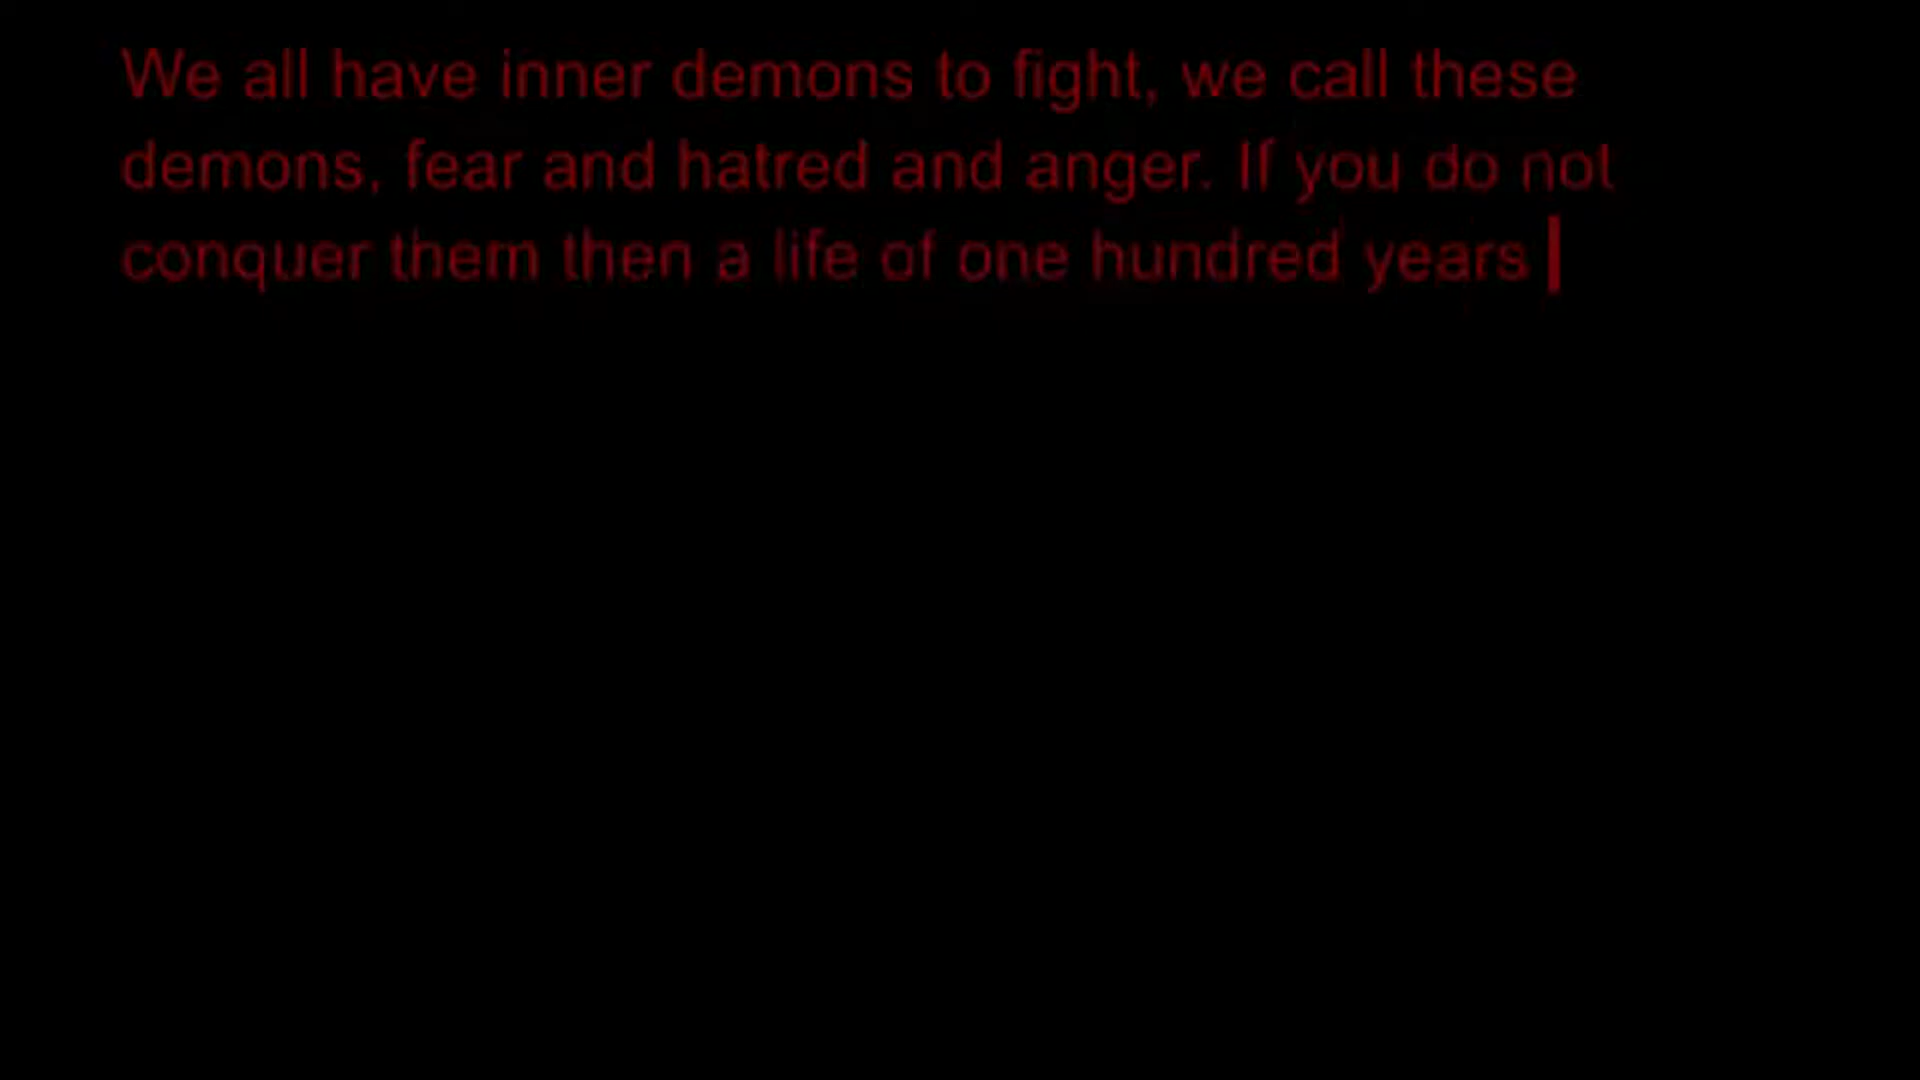 We all have inner demons to fight, we call these
demons, fear and hatred and anger. If you do not
conquer them then a life of one hundred years